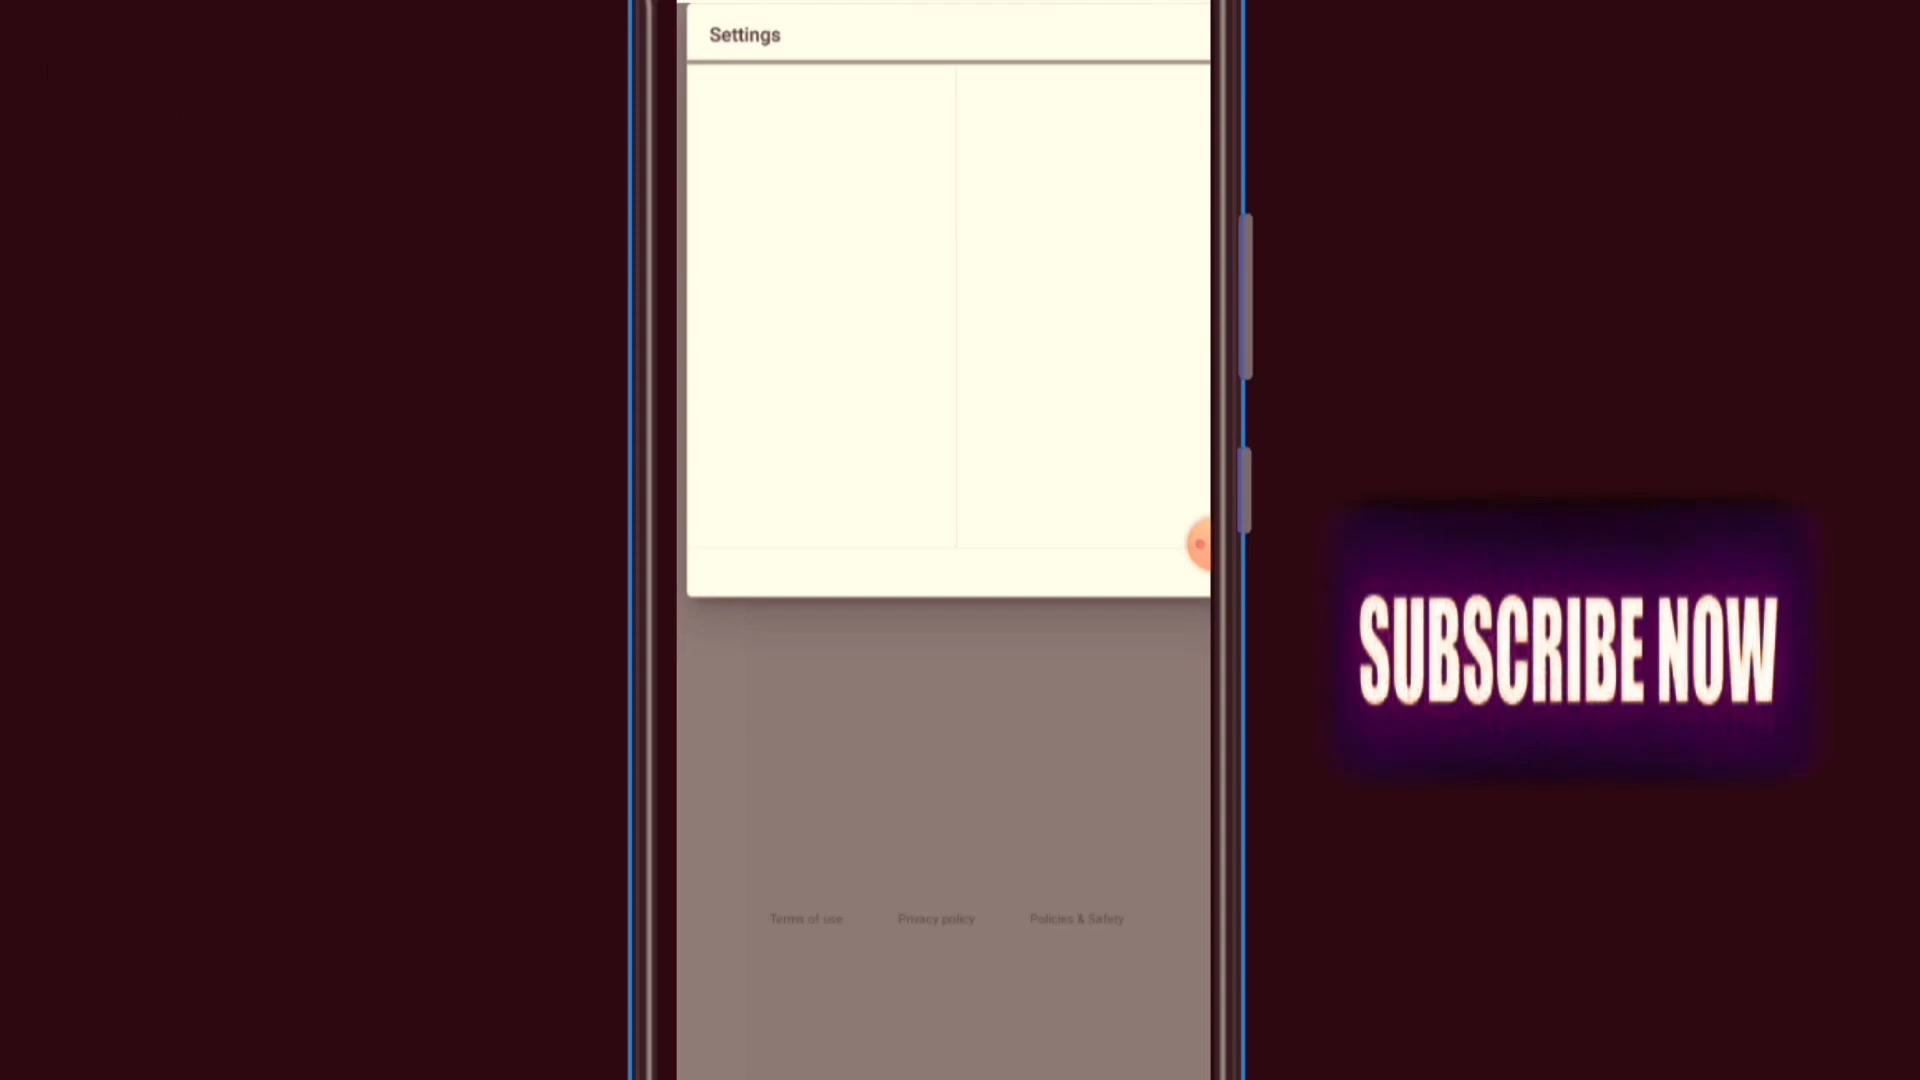 Settings
SUBSCRIBE NOW
Terms of use Privacy policy Policies & Safety